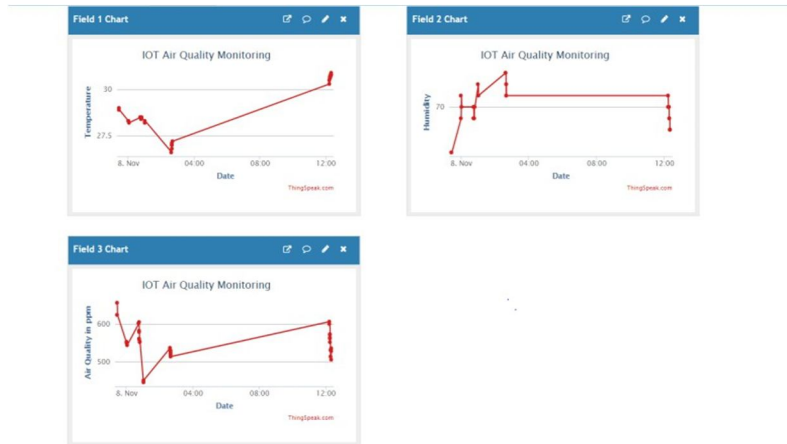 Field 1 Chart
IOT Air Quality Monitoring
Temperature
30
27.5
8. Nov 04:00 08:00 12:00
Date
ThingSpeak.com
Field 2 Chart
IOT Air Quality Monitoring
Humidity
70
8. Nov 04:00 08:00 12:00
Date
ThingSpeak.com
Field 3 Chart
IOT Air Quality Monitoring
Air Quality in ppm
600
500
8. Nov 04:00 08:00 12:00
Date
ThingSpeak.com